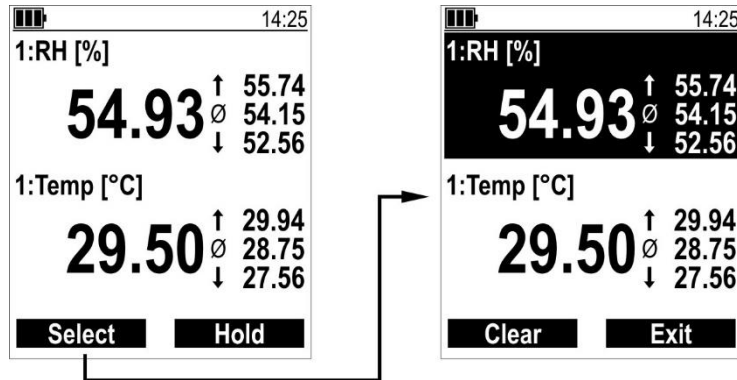 14:25
1:RH [%]
54.93
↑ 55.74
Ø 54.15
↓ 52.56
1:Temp [°C]
29.50
↑ 29.94
Ø 28.75
↓ 27.56
Select Hold
14:25
1:RH [%]
54.93
↑ 55.74
Ø 54.15
↓ 52.56
1:Temp [°C]
29.50
↑ 29.94
Ø 28.75
↓ 27.56
Clear Exit